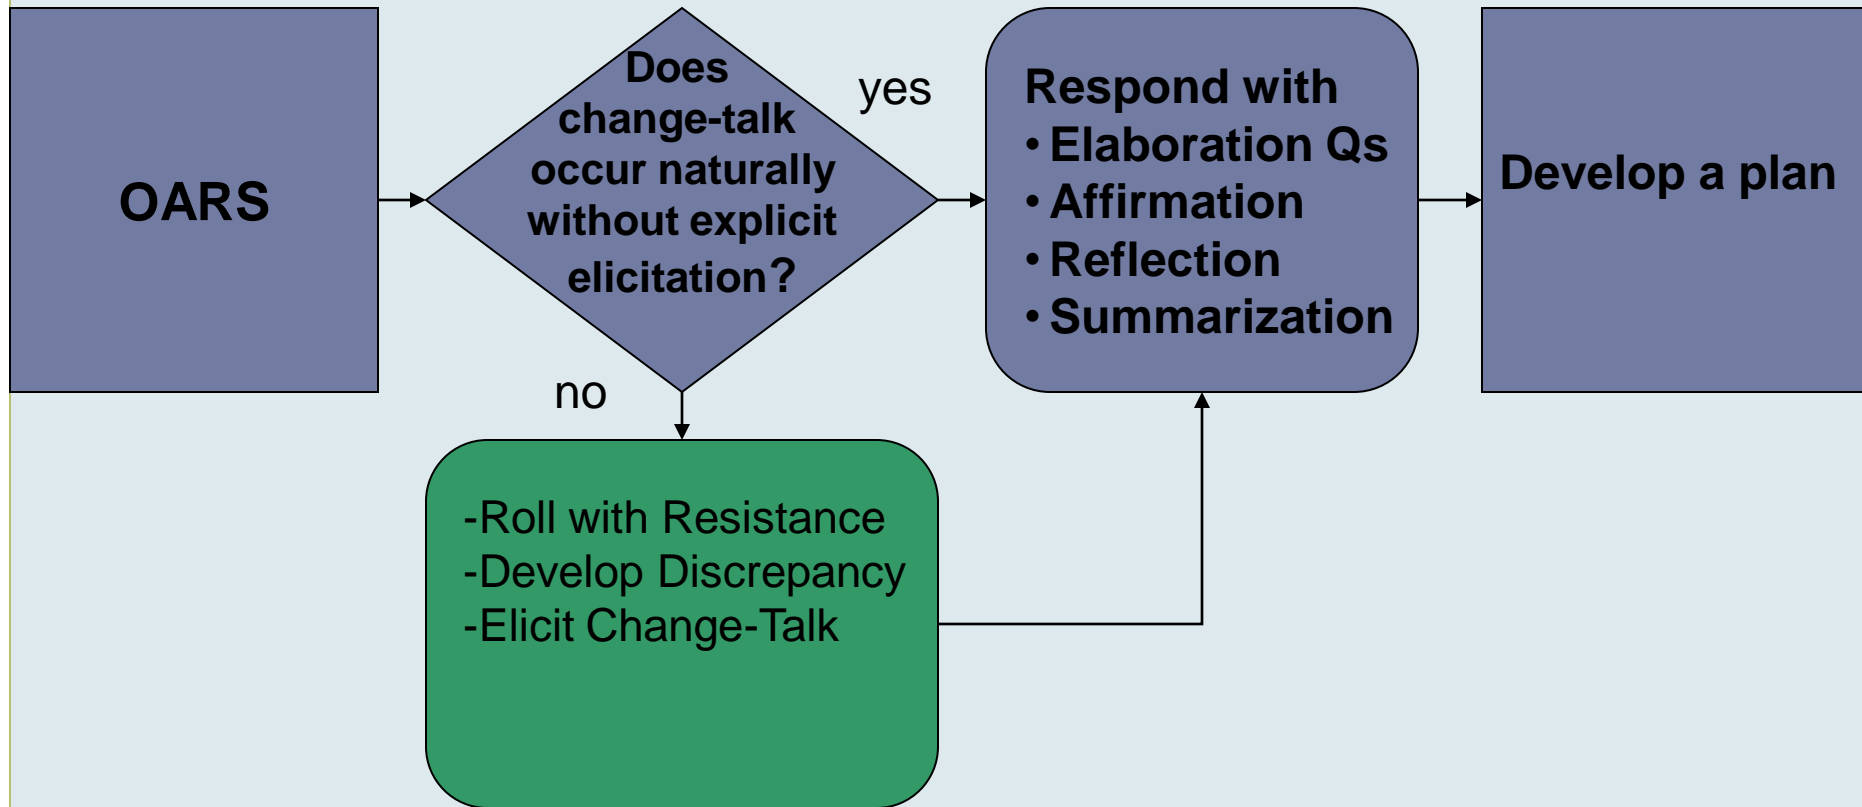 OARS
Does
change-talk
occur naturally
without explicit
elicitation?
yes
no
Respond with
• Elaboration Qs
• Affirmation
• Reflection
• Summarization
Develop a plan
-Roll with Resistance
-Develop Discrepancy
-Elicit Change-Talk